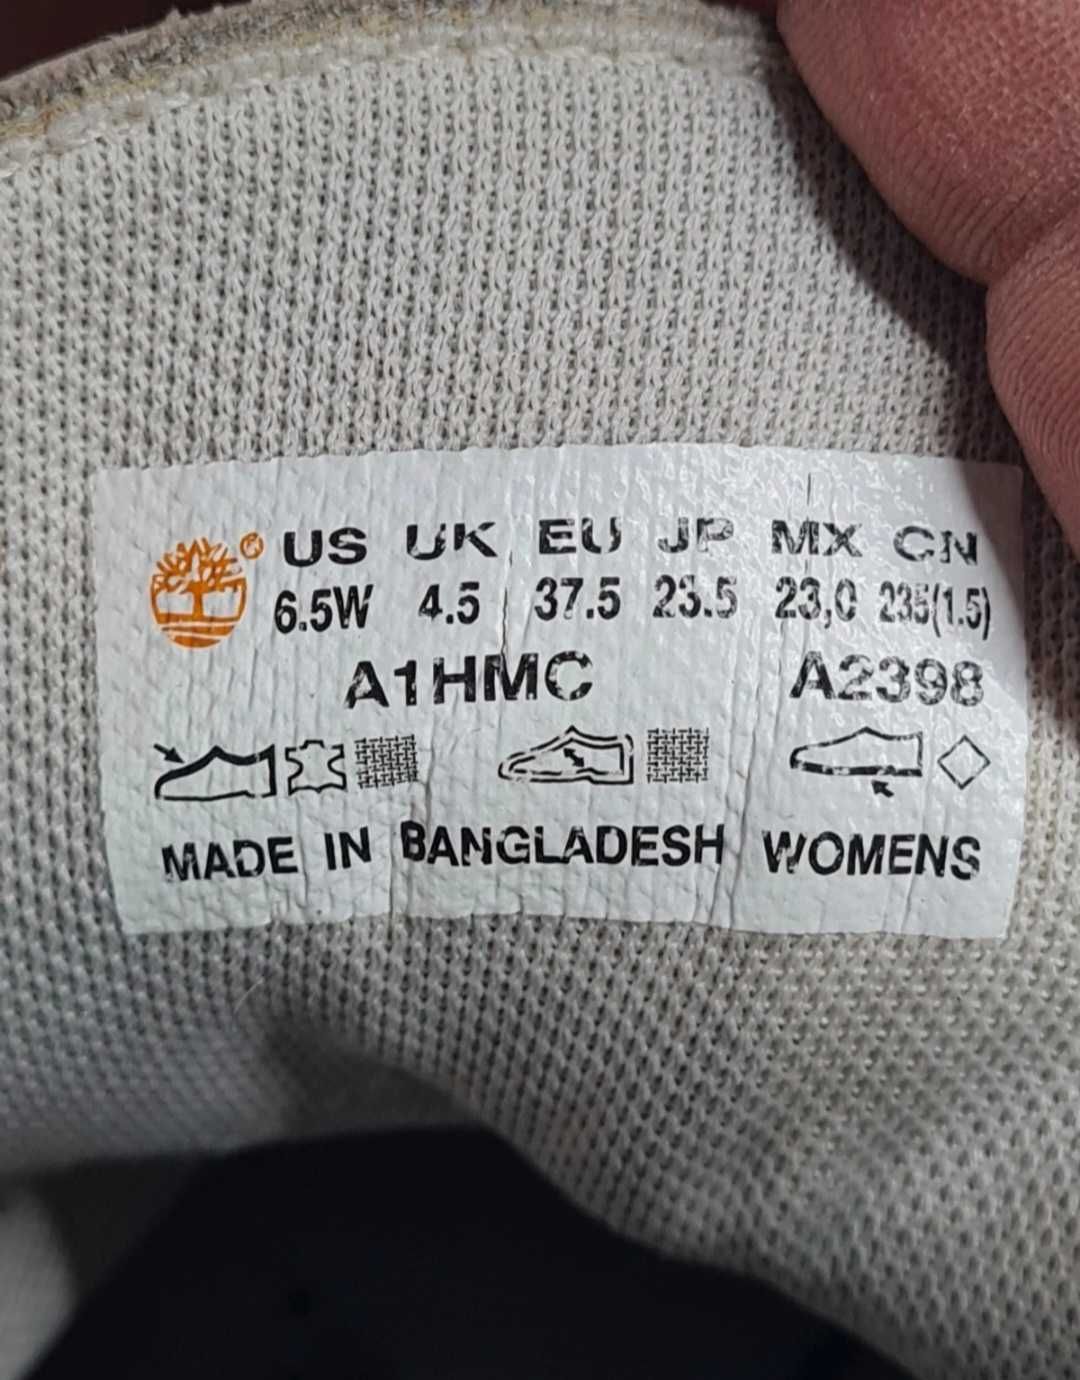 ® US UK EU JP MX CN
6.5W 4.5 37.5 23.5 23,0 235(1.5)
A1HMC A2398
MADE IN BANGLADESH WOMENS